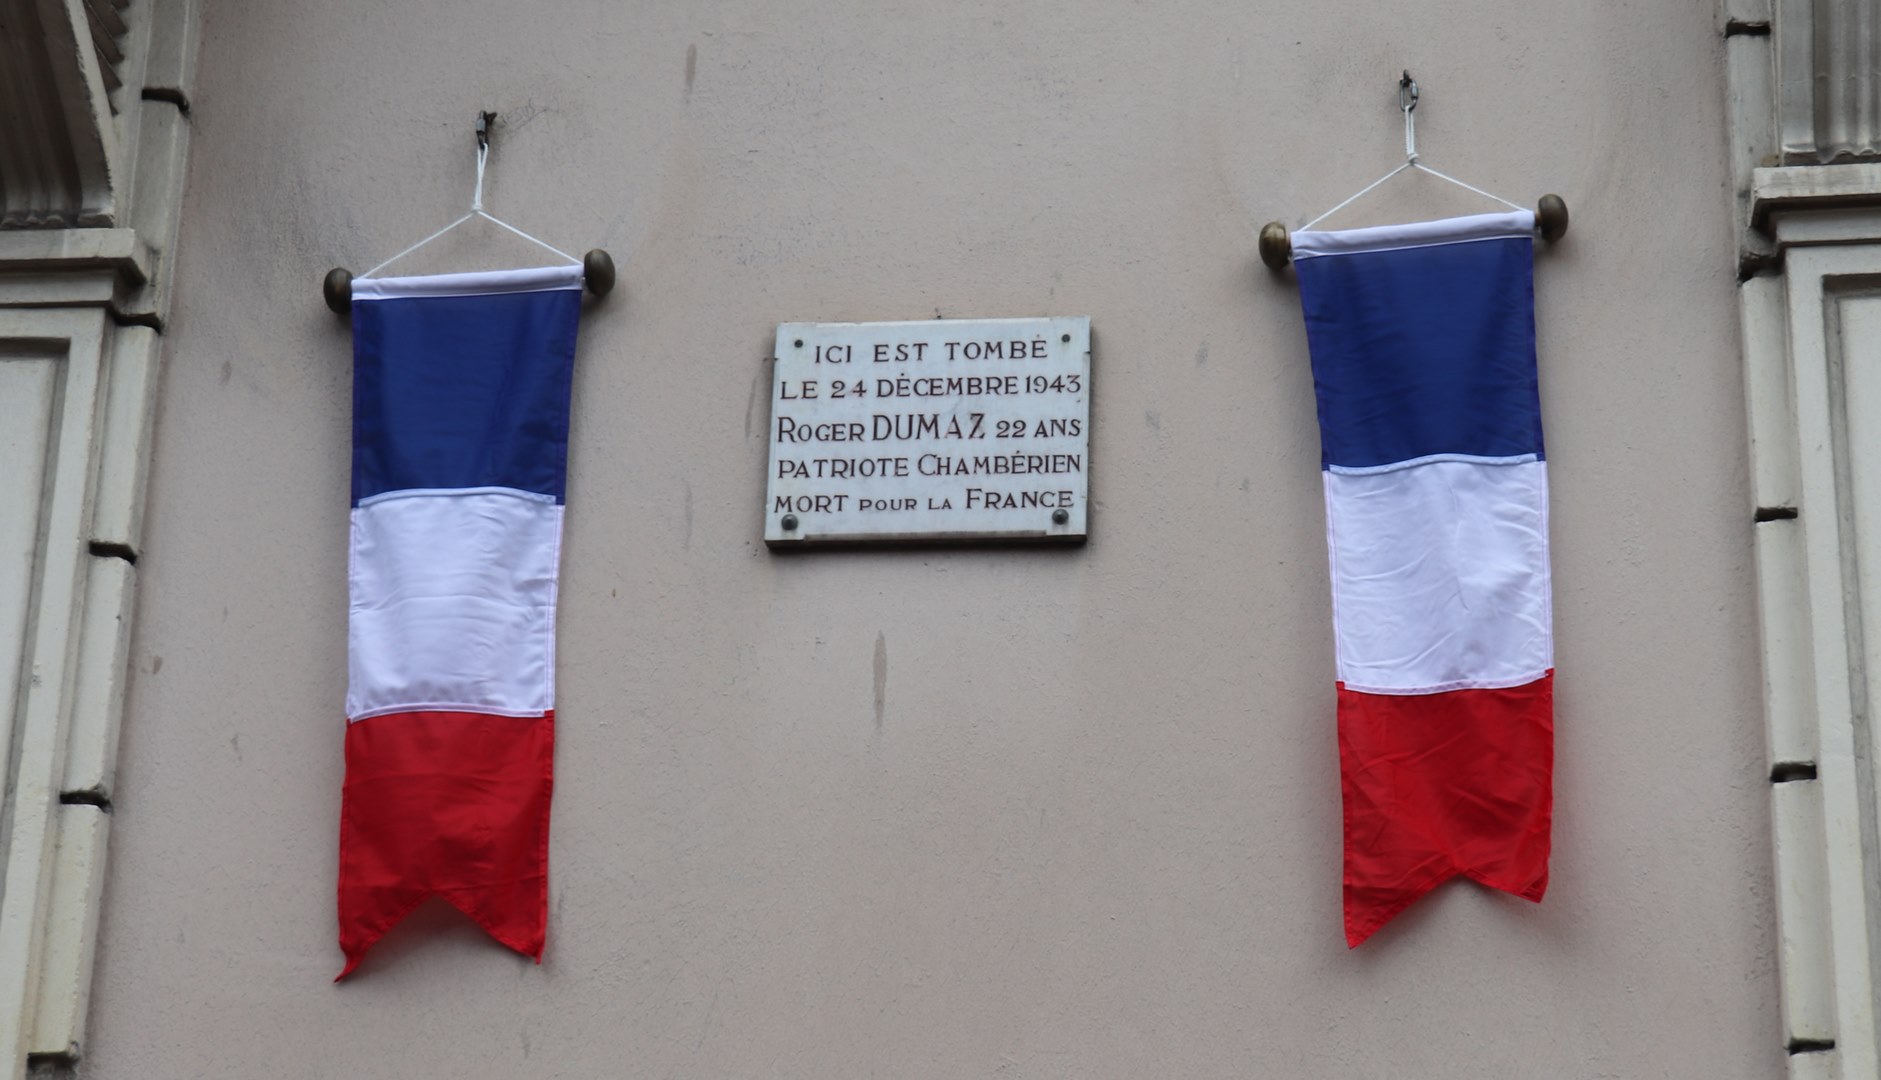 ICI EST TOMBÉ
LE 24 DÉCEMBRE 1943
ROGER DUMAZ 22 ANS
PATRIOTE CHAMBÉRIEN
MORT POUR LA FRANCE